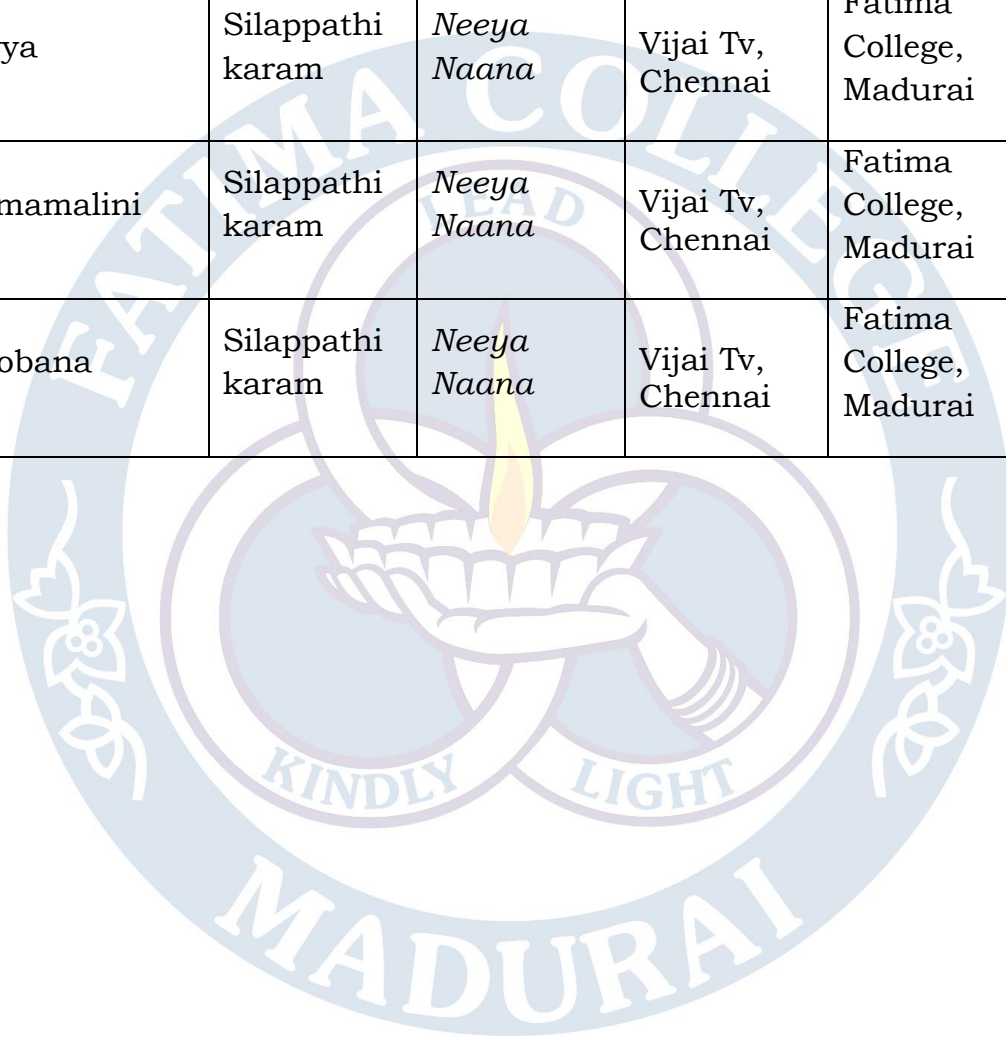 ya
Silappathi
karam
Neeya
Naana
Vijai Tv,
Chennai
Fatima
College,
Madurai
mamalini
Silappathi
karam
Neeya
Naana
Vijai Tv,
Chennai
Fatima
College,
Madurai
obana
Silappathi
karam
Neeya
Naana
Vijai Tv,
Chennai
Fatima
College,
Madurai
FATIMA COLLEGE
LEAD
KINDLY
LIGHT
MADURAI